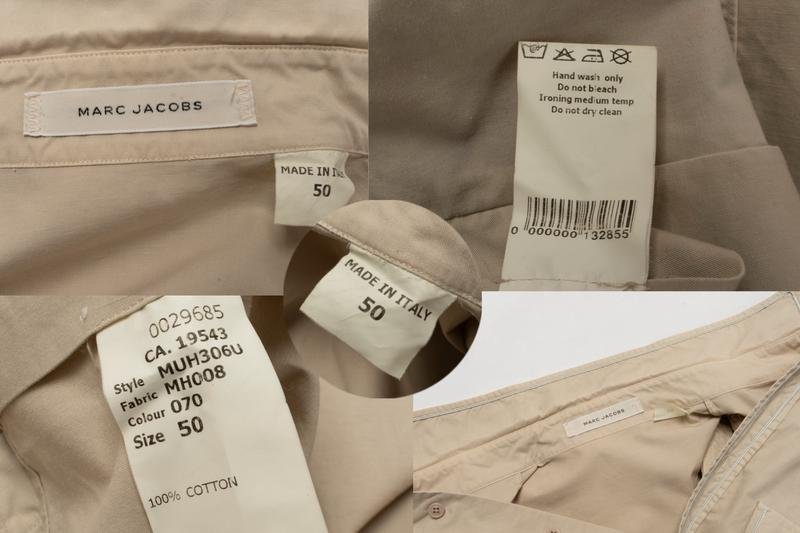 MARC JACOBS
MADE IN
50
Hand wash only
Do not bleach
Ironing medium temp
Do not dry clean
0 000000 132855
MADE IN ITALY
50
0029685
CA. 19543
Style MUH306U
Fabric MH008
Colour 070
Size 50
100% COTTON
MARC JACOBS